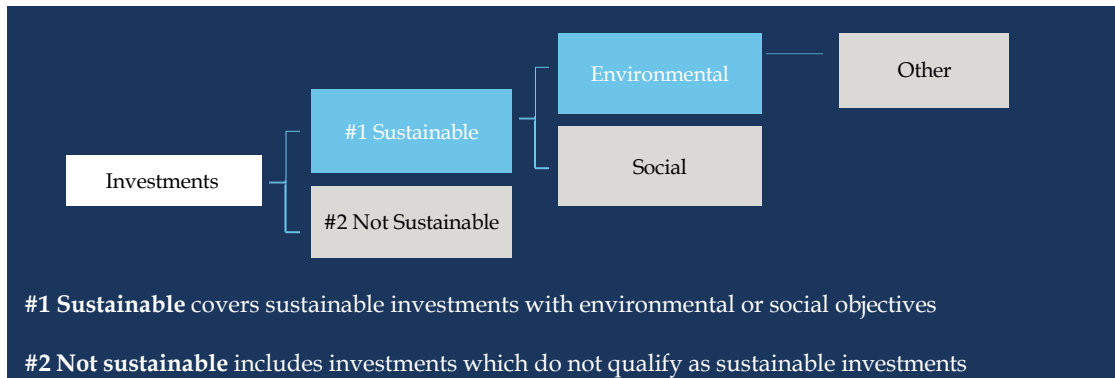 Environmental
Other
#1 Sustainable
Social
Investments
#2 Not Sustainable
#1 Sustainable covers sustainable investments with environmental or social objectives
#2 Not sustainable includes investments which do not qualify as sustainable investments